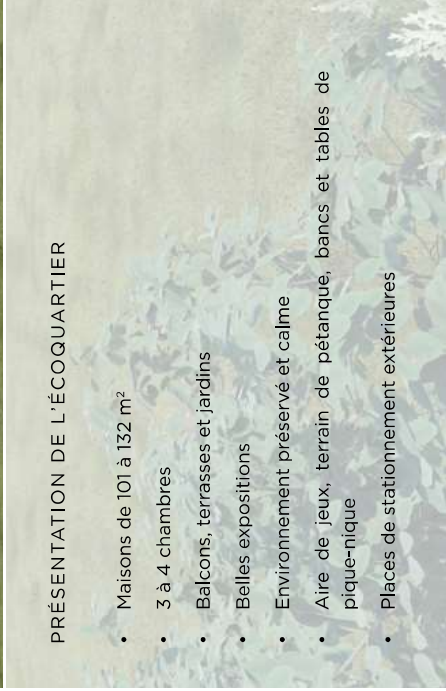 PRÉSENTATION DE L'ÉCOQUARTIER
• Maisons de 101 à 132 m²
• 3 à 4 chambres
• Balcons, terrasses et jardins
• Belles expositions
• Environnement préservé et calme
• Aire de jeux, terrain de pétanque, bancs et tables de
pique-nique
• Places de stationnement extérieures